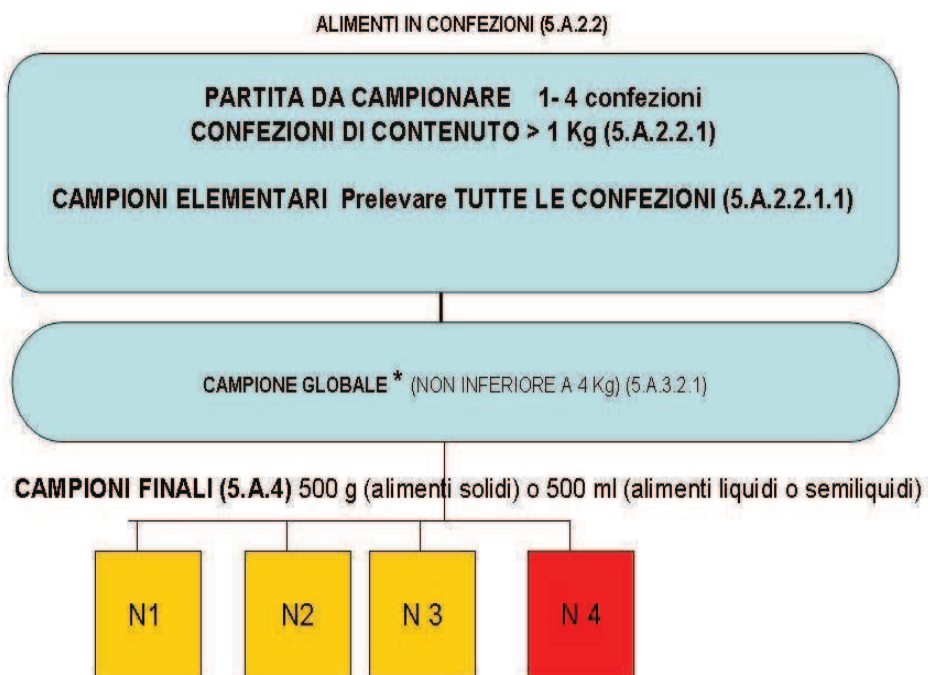 ALIMENTI IN CONFEZIONI (5.A.2.2)
PARTITA DA CAMPIONARE 1- 4 confezioni
CONFEZIONI DI CONTENUTO > 1 Kg (5.A.2.2.1)
CAMPIONI ELEMENTARI Prelevare TUTTE LE CONFEZIONI (5.A.2.2.1.1)
CAMPIONE GLOBALE * (NON INFERIORE A 4 Kg) (5.A.3.2.1)
CAMPIONI FINALI (5.A.4) 500 g (alimenti solidi) o 500 ml (alimenti liquidi o semiliquidi)
N1 N2 N 3 N 4